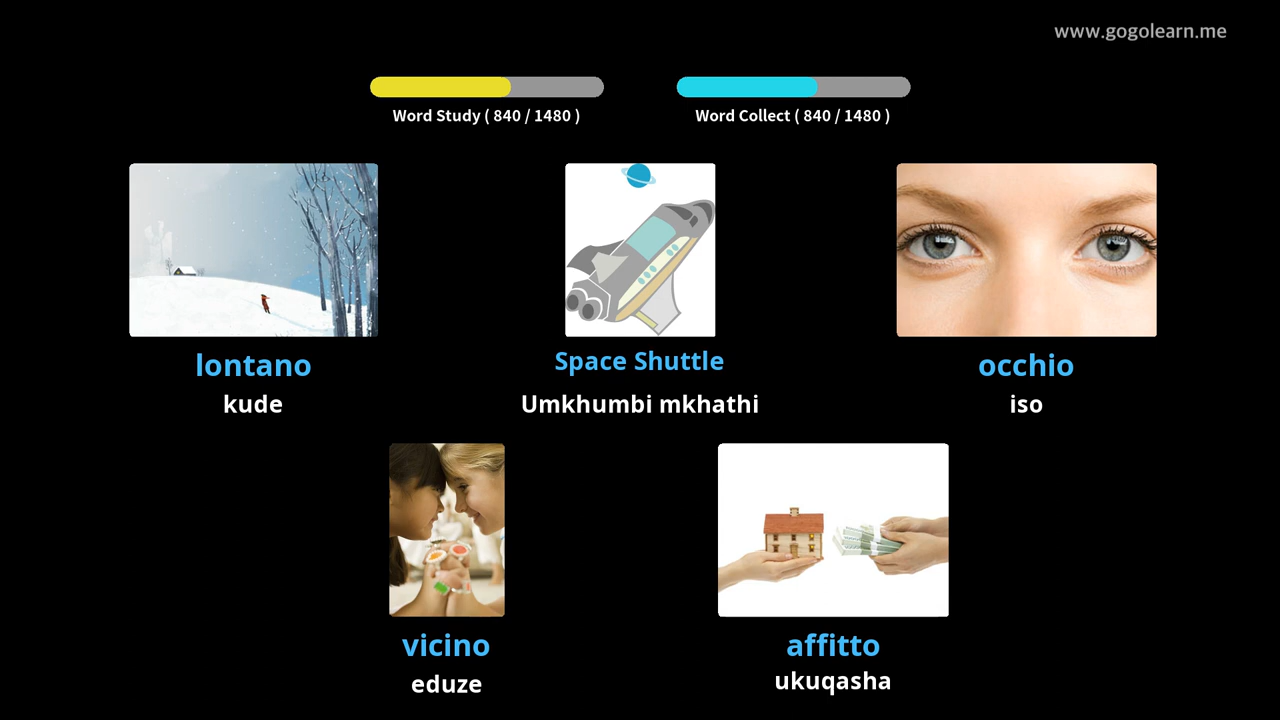 www.gogolearn.me
Word Study ( 840 / 1480 )
Word Collect ( 840 / 1480 )
lontano
kude
Space Shuttle
Umkhumbi mkhathi
occhio
iso
vicino
eduze
affitto
ukuqasha